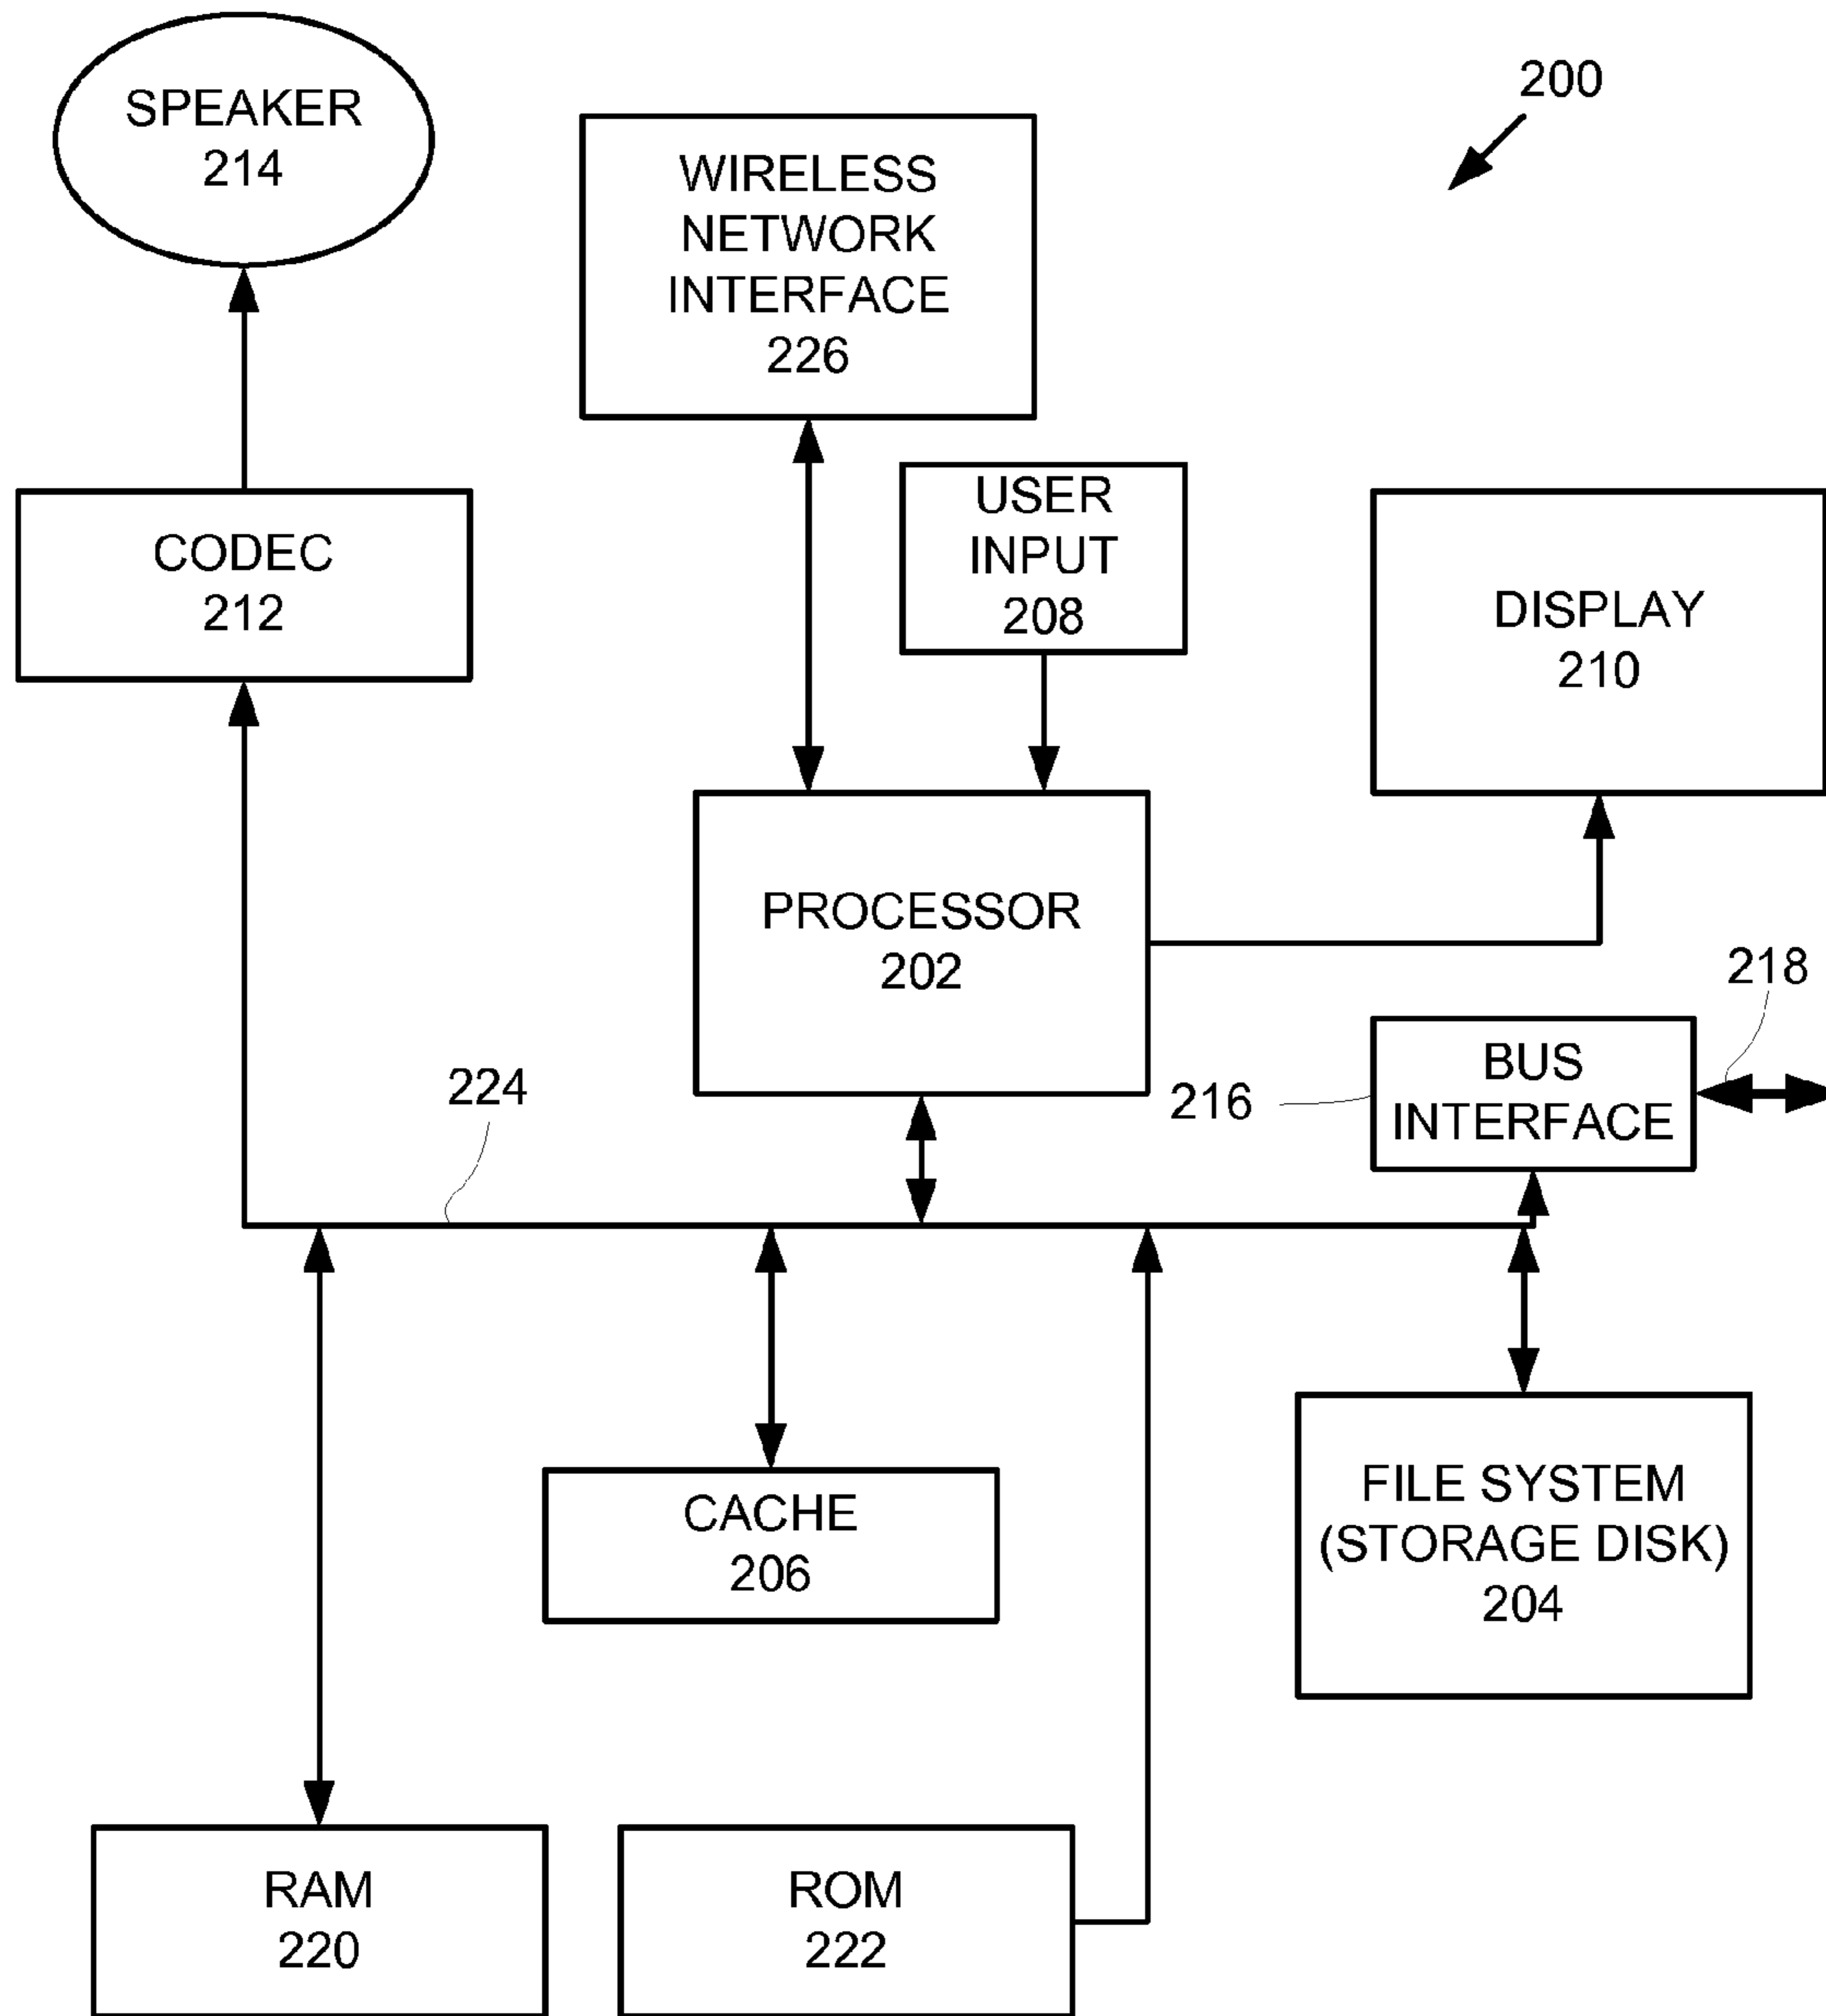 200
SPEAKER
214
WIRELESS
NETWORK
INTERFACE
226
USER
INPUT
208
CODEC
212
DISPLAY
210
PROCESSOR
202
218
BUS
INTERFACE
216
224
CACHE
206
FILE SYSTEM
(STORAGE DISK)
204
RAM
220
ROM
222